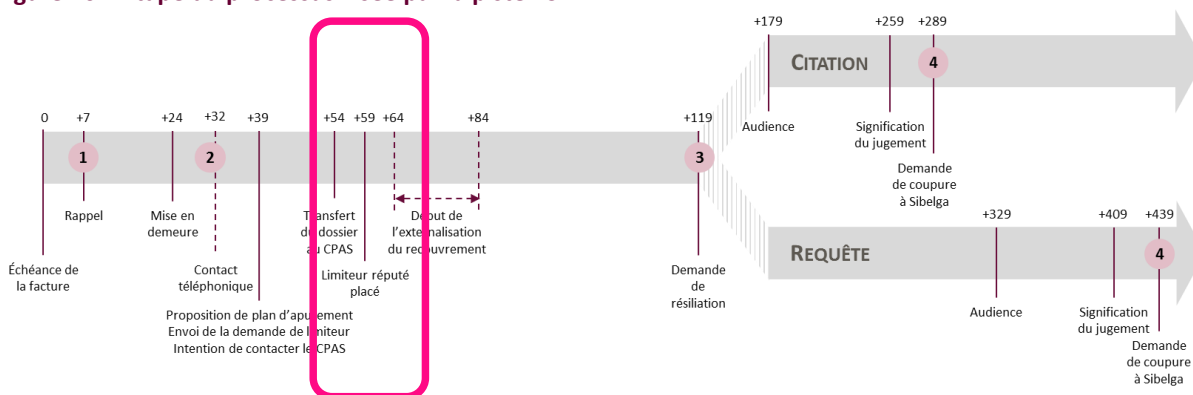 +179
+259
+289
CITATION
4
Audience
Signification
du jugement
Demande
de coupure
à Sibelga
0
+7
+24
+32
+39
+54
+59
+64
+84
+119
1
2
3
Rappel
Mise en
demeure
Transfert
du dossier
au CPAS
Début de
l'externalisation
du recouvrement
Échéance de
la facture
Contact
téléphonique
Limiteur réputé
placé
Demande
de
résiliation
Proposition de plan d'apurement
Envoi de la demande de limiteur
Intention de contacter le CPAS
+329
+409
+439
REQUÊTE
4
Audience
Signification
du jugement
Demande
de coupure
à Sibelga